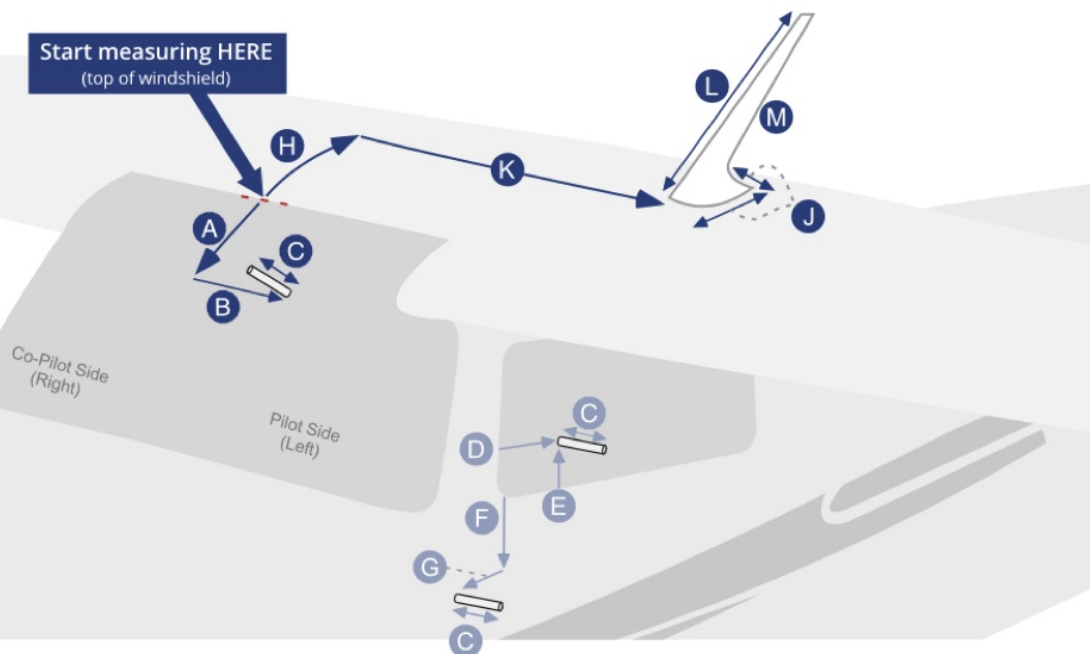 Start measuring HERE
(top of windshield)
L
M
H
K
J
A
C
B
Co-Pilot Side
(Right)
Pilot Side
(Left)
C
D
E
F
G
C